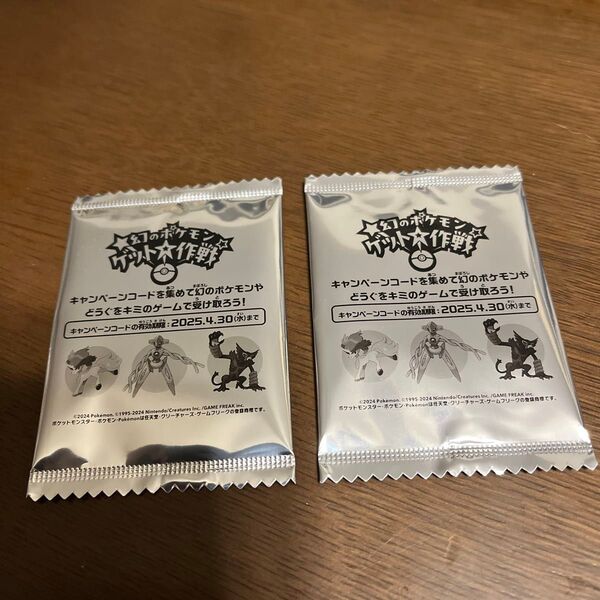 幻のポケモン
ゲット大作戦
キャンペーンコードを集めて幻のポケモンや
どうぐをキミのゲームで受け取ろう！
キャンペーンコードの有効期限：2025.4.30(水)まで
©2024 Pokémon. ©1995-2024 Nintendo/Creatures Inc. /GAME FREAK inc.
ポケットモンスター・ポケモン・Pokémonは任天堂・クリーチャーズ・ゲームフリークの登録商標です。
幻のポケモン
ゲット大作戦
キャンペーンコードを集めて幻のポケモンや
どうぐをキミのゲームで受け取ろう！
キャンペーンコードの有効期限：2025.4.30(水)まで
©2024 Pokémon. ©1995-2024 Nintendo/Creatures Inc. /GAME FREAK inc.
ポケットモンスター・ポケモン・Pokémonは任天堂・クリーチャーズ・ゲームフリークの登録商標です。